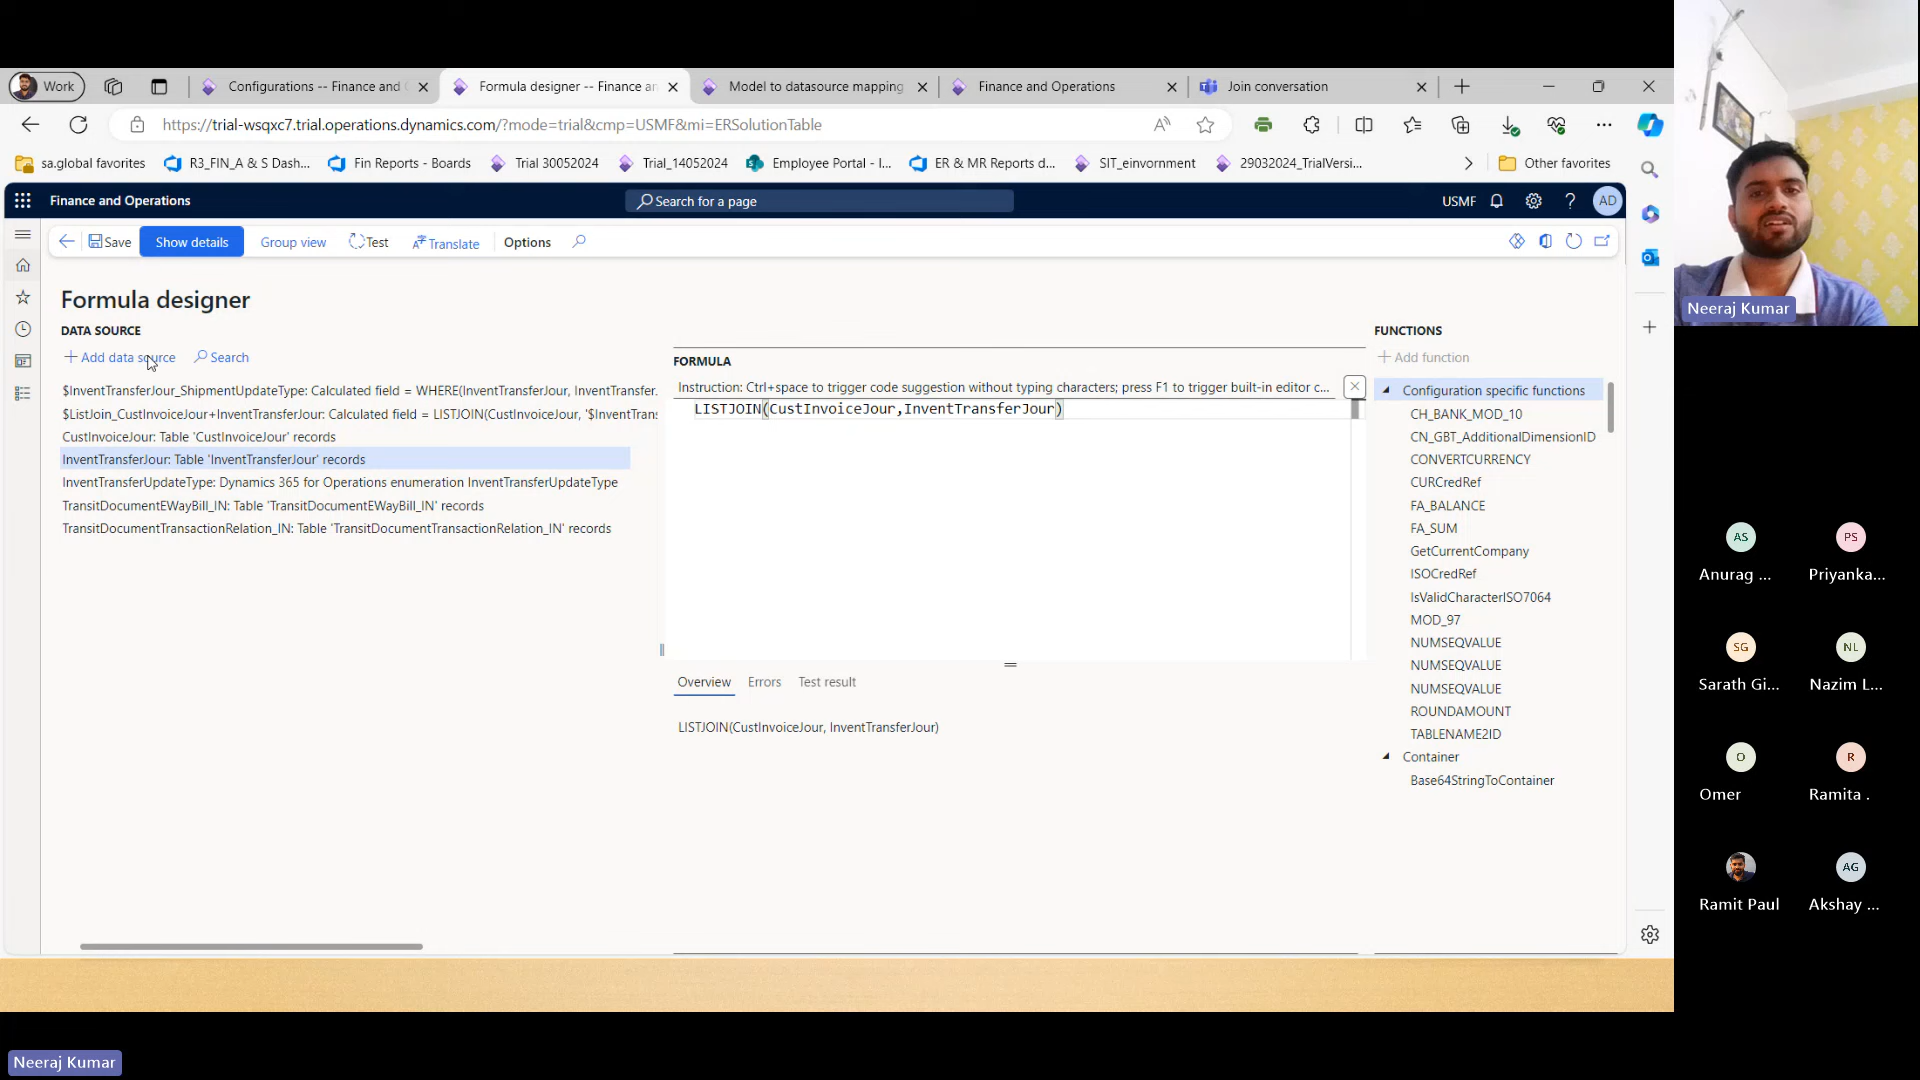 Work
Configurations -- Finance and
Formula designer -- Finance an
Model to datasource mapping
Finance and Operations
Join conversation
https://trial-wsqxc7.trial.operations.dynamics.com/?mode=trial&cmp=USMF&mi=ERSolutionTable
sa.global favorites
R3_FIN_A & S Dash...
Fin Reports - Boards
Trial 30052024
Trial_14052024
Employee Portal - I...
ER & MR Reports d...
SIT_einvornment
29032024_TrialVersi...
Other favorites
Finance and Operations
Search for a page
USMF
AD
Save
Show details
Group view
Test
Translate
Options
Formula designer
DATA SOURCE
Add data source
Search
$InventTransferJour_ShipmentUpdateType: Calculated field = WHERE(InventTransferJour, InventTransfer.
$ListJoin_CustInvoiceJour+InventTransferJour: Calculated field = LISTJOIN(CustInvoiceJour, '$InventTrans
CustInvoiceJour: Table 'CustInvoiceJour' records
InventTransferJour: Table 'InventTransferJour' records
InventTransferUpdateType: Dynamics 365 for Operations enumeration InventTransferUpdateType
TransitDocumentEWayBill_IN: Table 'TransitDocumentEWayBill_IN' records
TransitDocumentTransactionRelation_IN: Table 'TransitDocumentTransactionRelation_IN' records
FORMULA
Instruction: Ctrl+space to trigger code suggestion without typing characters; press F1 to trigger built-in editor c...
LISTJOIN(CustInvoiceJour,InventTransferJour)
Overview
Errors
Test result
LISTJOIN(CustInvoiceJour, InventTransferJour)
FUNCTIONS
Add function
Configuration specific functions
CH_BANK_MOD_10
CN_GBT_AdditionalDimensionID
CONVERTCURRENCY
CURCredRef
FA_BALANCE
FA_SUM
GetCurrentCompany
ISOCredRef
IsValidCharacterISO7064
MOD_97
NUMSEQVALUE
NUMSEQVALUE
NUMSEQVALUE
ROUNDAMOUNT
TABLENAME2ID
Container
Base64StringToContainer
Neeraj Kumar
AS
Anurag ...
PS
Priyanka...
SG
Sarath Gi...
NL
Nazim L...
O
Omer
R
Ramita .
Ramit Paul
AG
Akshay ...
Neeraj Kumar